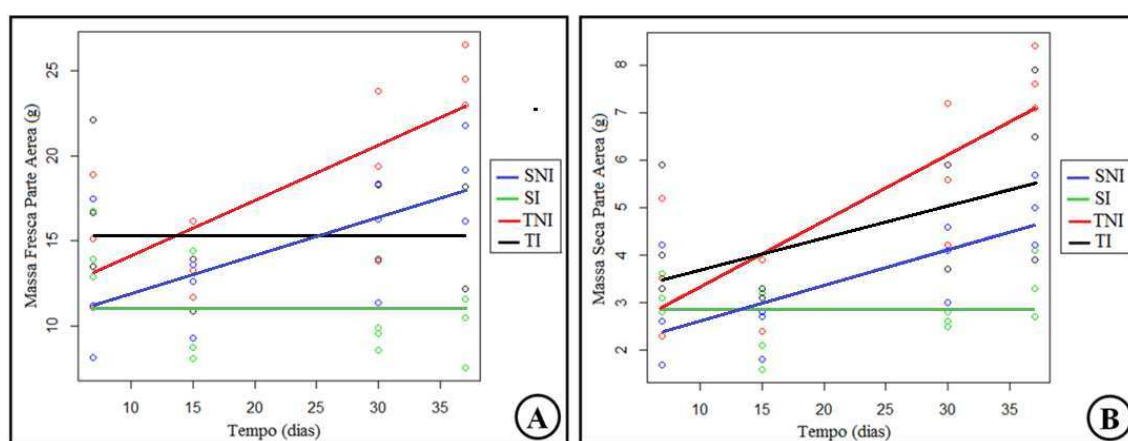 Massa Fresca Parte Aerea (g)
25
20
15
10
10 15 20 25 30 35
Tempo (dias)
SNI
SI
TNI
TI
A
Massa Seca Parte Aerea (g)
8
7
6
5
4
3
2
10 15 20 25 30 35
Tempo (dias)
SNI
SI
TNI
TI
B